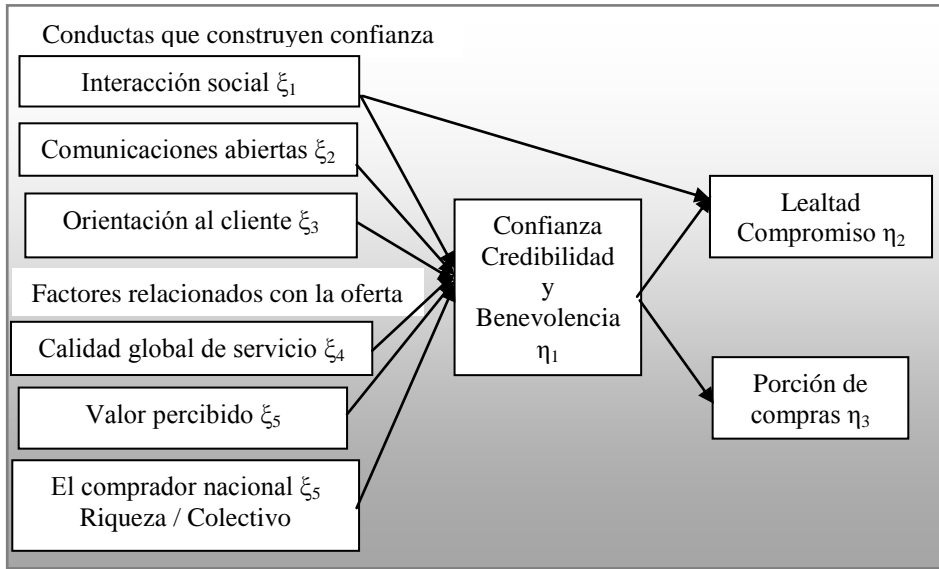 Conductas que construyen confianza
Interacción social ξ₁
Comunicaciones abiertas ξ₂
Orientación al cliente ξ₃
Factores relacionados con la oferta
Calidad global de servicio ξ₄
Valor percibido ξ₅
El comprador nacional ξ₅
Riqueza / Colectivo
Confianza
Credibilidad
y
Benevolencia
η₁
Lealtad
Compromiso η₂
Porción de
compras η₃